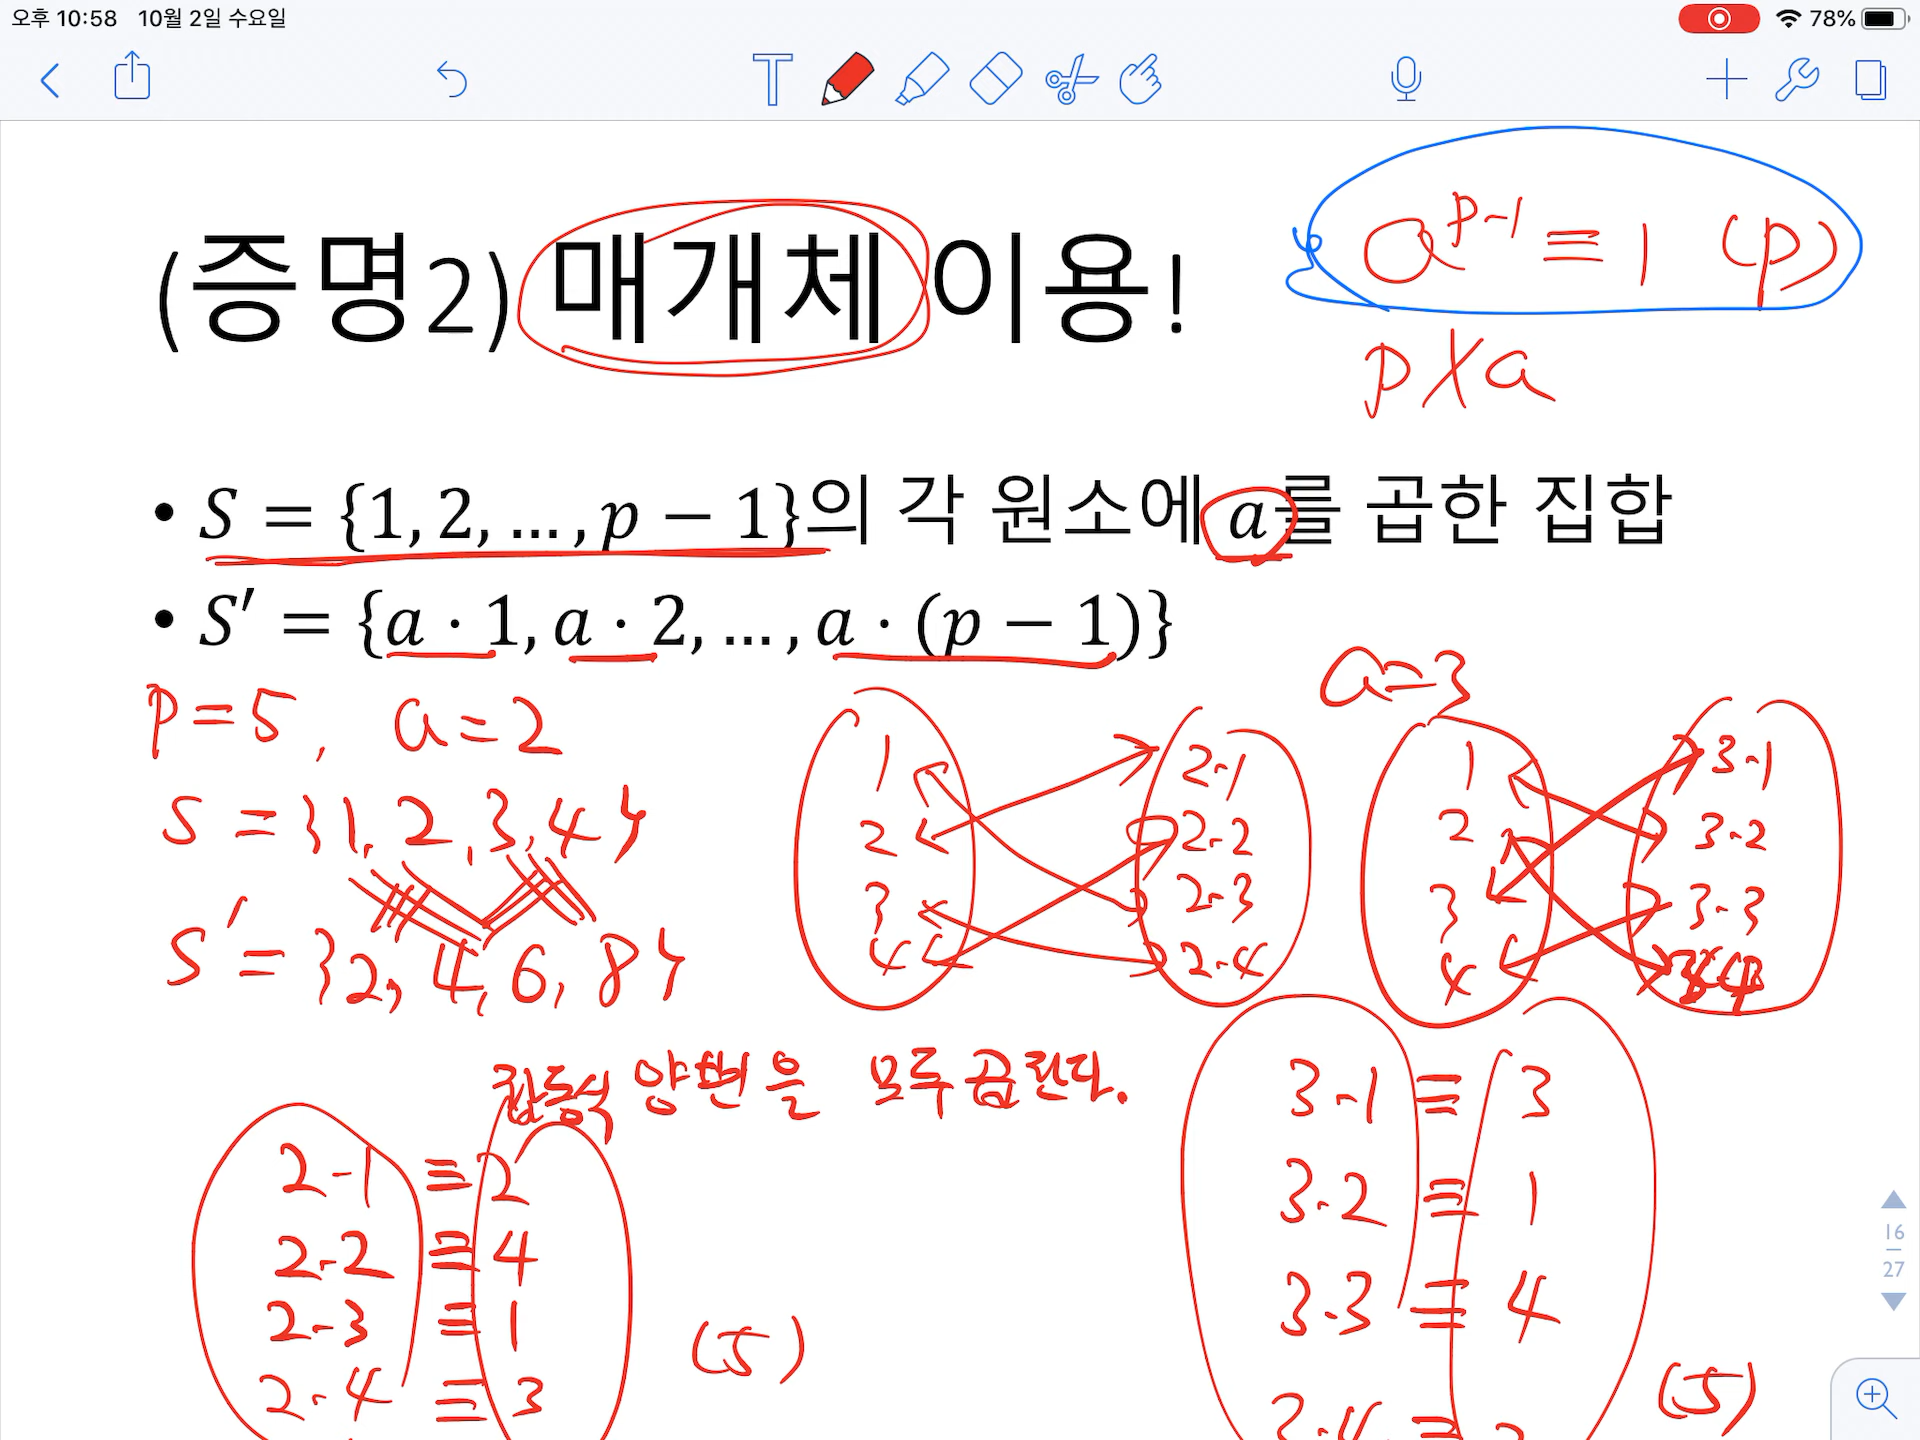 오후 10:58 10월 2일 수요일
78%
T
(증명2) 매개체 이용!
a^{p-1} ≡ 1 (p)
p∤a
• S = {1, 2, ... , p − 1}의 각 원소에 a를 곱한 집합
• S′ = {a · 1, a · 2, ... , a · (p − 1)}
P=5, a=2
S = {1, 2, 3, 4}
S′ = {2, 4, 6, 8}
1
2
3
4
2·1
2·2
2·3
2·4
a=3
1
2
3
4
3·1
3·2
3·3
3·4
합동식 양변을 모두 곱한다.
2·1 ≡ 2
2·2 ≡ 4
2·3 ≡ 1
2·4 ≡ 3
(5)
3·1 ≡ 3
3·2 ≡ 1
3·3 ≡ 4
3·4 ≡ 2
(5)
16
27